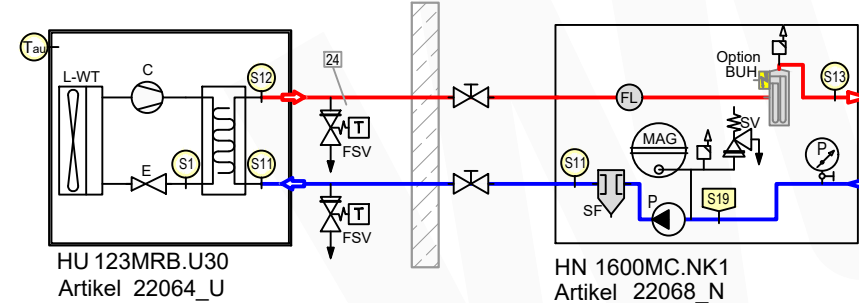 Tau
L-WT
C
S12
24
T
FSV
E
S1
S11
T
FSV
HU 123MRB.U30
Artikel 22064_U
Option
BUH
S13
FL
SV
MAG
P
S11
SF
P
S19
HN 1600MC.NK1
Artikel 22068_N